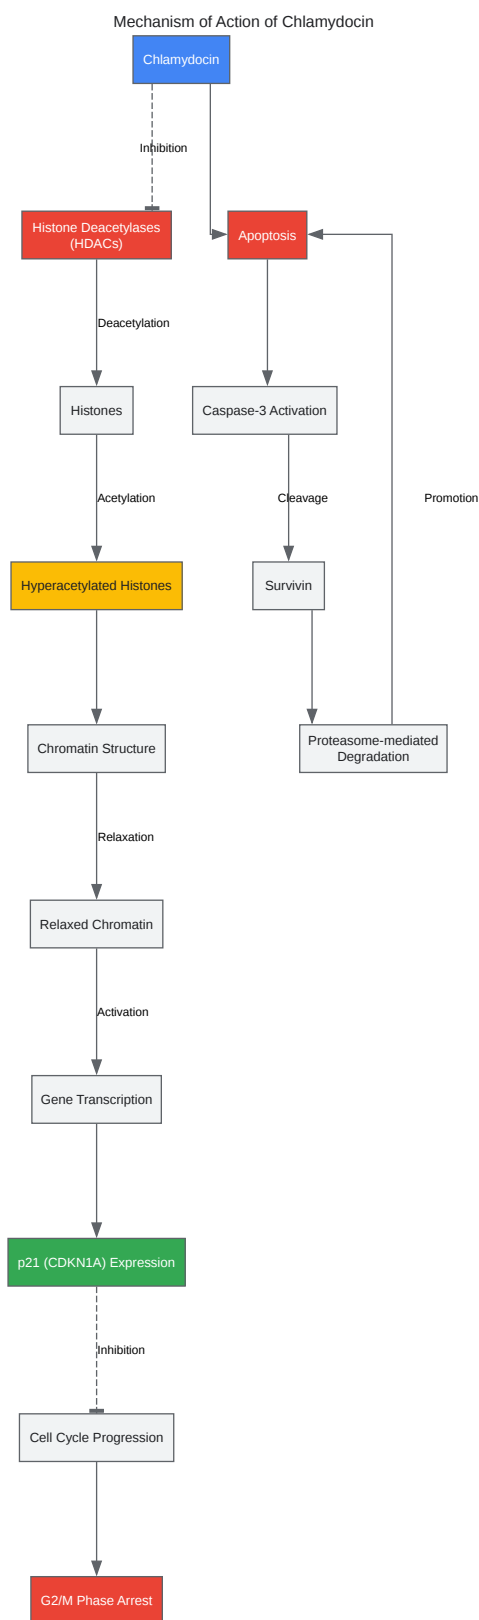 Mechanism of Action of Chlamydocin
Chlamydocin
Inhibition
Histone Deacetylases
(HDACs)
Apoptosis
Deacetylation
Histones
Caspase-3 Activation
Acetylation
Cleavage
Promotion
Hyperacetylated Histones
Survivin
Chromatin Structure
Proteasome-mediated
Degradation
Relaxation
Relaxed Chromatin
Activation
Gene Transcription
p21 (CDKN1A) Expression
Inhibition
Cell Cycle Progression
G2/M Phase Arrest